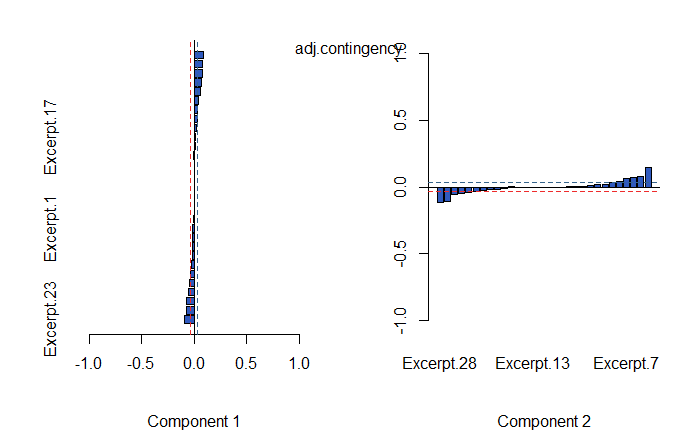 adj.contingency
Excerpt.17
Excerpt.1
Excerpt.23
-1.0
-0.5
0.0
0.5
1.0
Component 1
1.0
0.5
0.0
-0.5
-1.0
Excerpt.28
Excerpt.13
Excerpt.7
Component 2